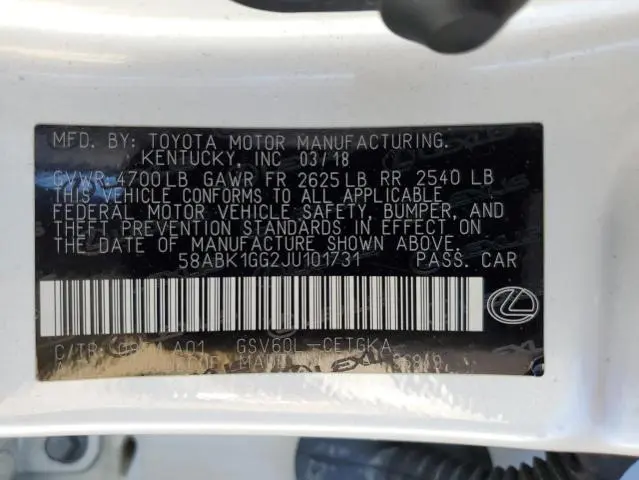 MFD. BY: TOYOTA MOTOR MANUFACTURING.
KENTUCKY, INC 03/18
GVWR 4700LB GAWR FR 2625LB RR 2540 LB
THIS VEHICLE CONFORMS TO ALL APPLICABLE
FEDERAL MOTOR VEHICLE SAFETY, BUMPER, AND
THEFT PREVENTION STANDARDS IN EFFECT ON
THE DATE OF MANUFACTURE SHOWN ABOVE.
58ABK1GG2JU101731 PASS. CAR
C/TR: A01 GSV60L-CETGKA